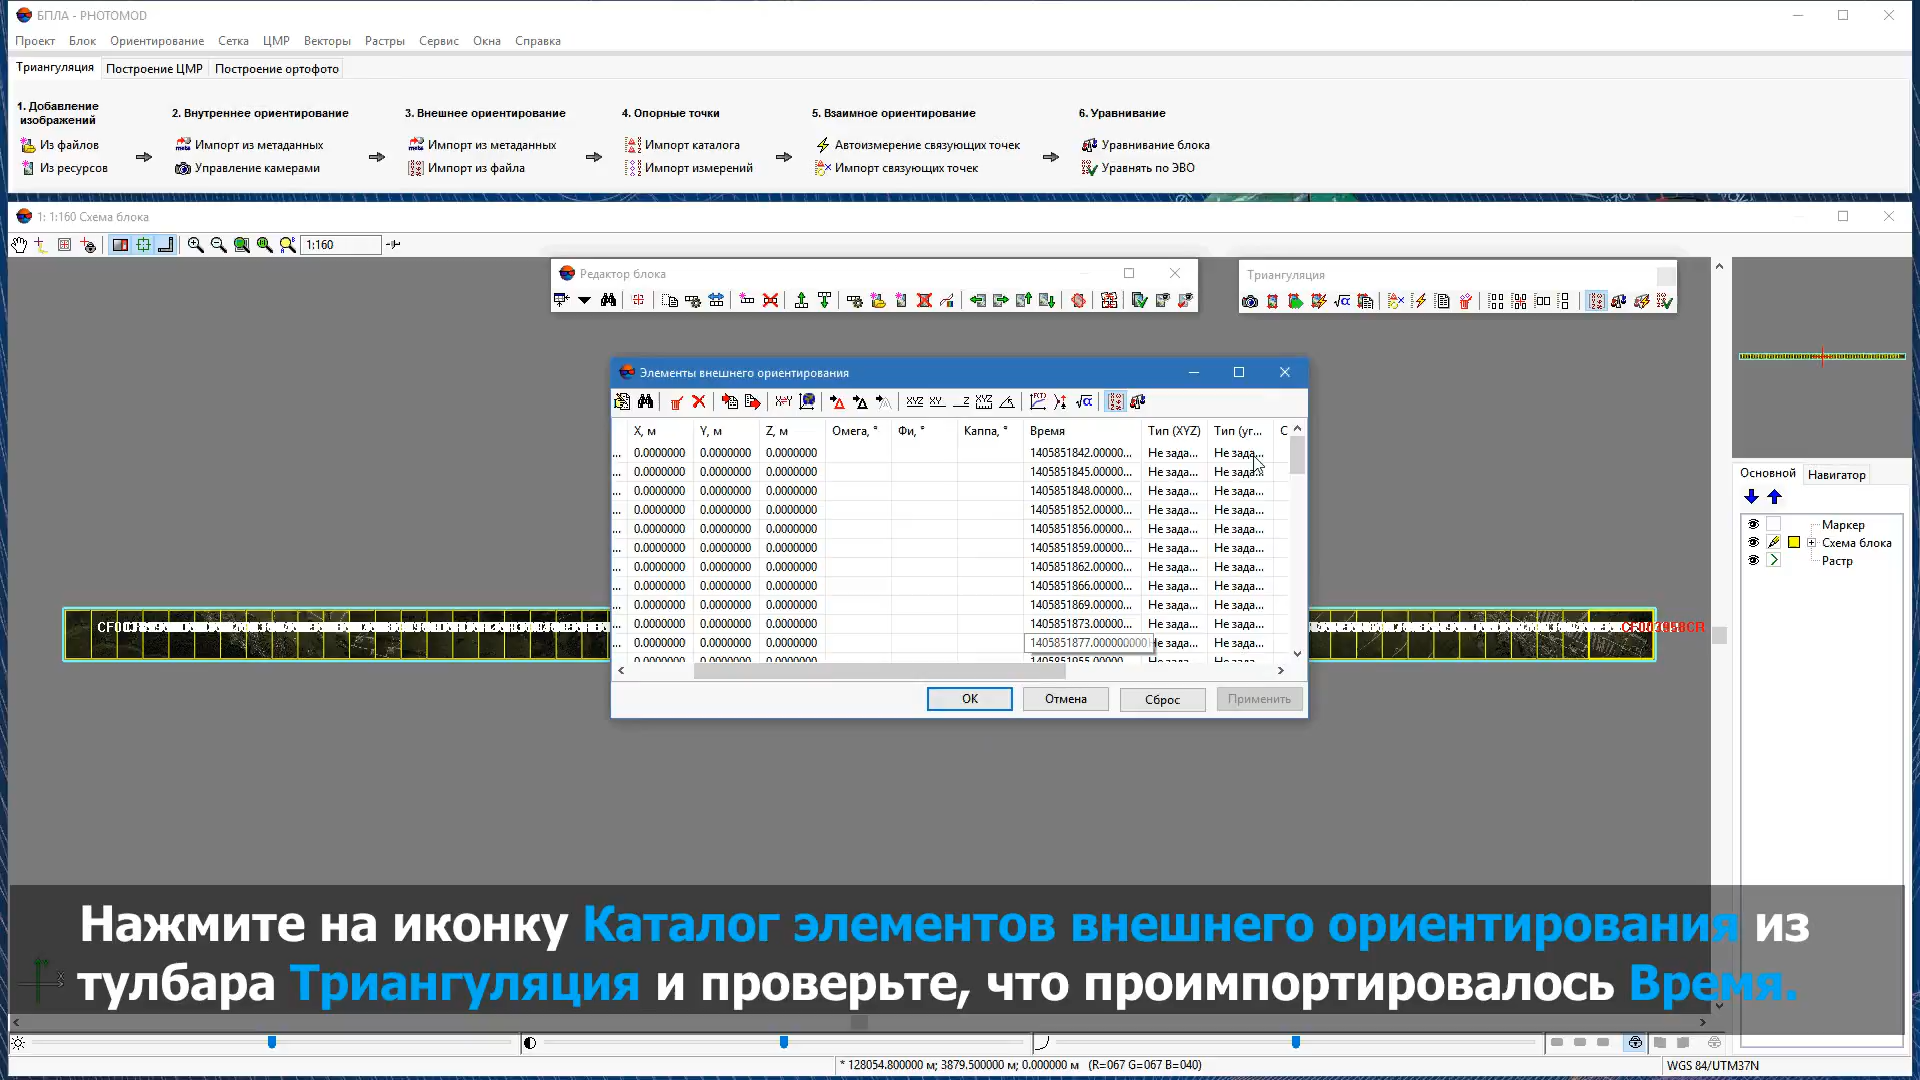 БПЛА - PHOTOMOD
Проект Блок Ориентирование Сетка ЦМР Векторы Растры Сервис Окна Справка
Триангуляция Построение ЦМР Построение ортофото
1. Добавление изображений
Из файлов
Из ресурсов
2. Внутреннее ориентирование
Импорт из метаданных
Управление камерами
3. Внешнее ориентирование
Импорт из метаданных
Импорт из файла
4. Опорные точки
Импорт каталога
Импорт измерений
5. Взаимное ориентирование
Автоизмерение связующих точек
Импорт связующих точек
6. Уравнивание
Уравнивание блока
Уравнять по ЭВО
1: 1:160 Схема блока
1:160
Редактор блока
Триангуляция
Элементы внешнего ориентирования
X, м Y, м Z, м Омега, ° Фи, ° Каппа, ° Время Тип (XYZ) Тип (уг... С
... 0.0000000 0.0000000 0.0000000 1405851842.00000... Не зада... Не зада...
... 0.0000000 0.0000000 0.0000000 1405851845.00000... Не зада... Не зада...
... 0.0000000 0.0000000 0.0000000 1405851848.00000... Не зада... Не зада...
... 0.0000000 0.0000000 0.0000000 1405851852.00000... Не зада... Не зада...
... 0.0000000 0.0000000 0.0000000 1405851856.00000... Не зада... Не зада...
... 0.0000000 0.0000000 0.0000000 1405851859.00000... Не зада... Не зада...
... 0.0000000 0.0000000 0.0000000 1405851862.00000... Не зада... Не зада...
... 0.0000000 0.0000000 0.0000000 1405851866.00000... Не зада... Не зада...
... 0.0000000 0.0000000 0.0000000 1405851869.00000... Не зада... Не зада...
... 0.0000000 0.0000000 0.0000000 1405851873.00000... Не зада... Не зада...
... 0.0000000 0.0000000 0.0000000 1405851877.000000000 Не зада... Не зада...
OK Отмена Сброс Применить
Основной Навигатор
Маркер
Схема блока
Растр
Нажмите на иконку Каталог элементов внешнего ориентирования из
тулбара Триангуляция и проверьте, что проимпортировалось Время.
* 128054.800000 м; 3879.500000 м; 0.000000 м (R=067 G=067 B=040)
WGS 84/UTM37N